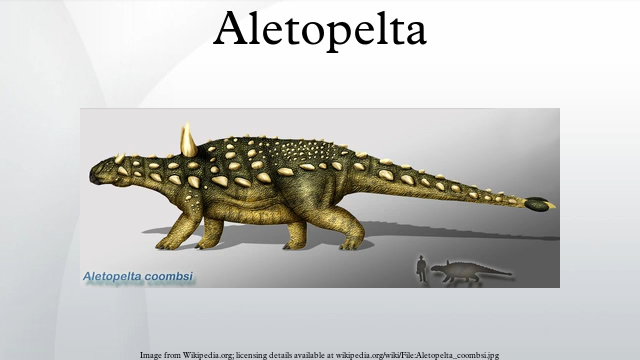 Aletopelta
Aletopelta coombsi
Image from Wikipedia.org; licensing details available at wikipedia.org/wiki/File:Aletopelta_coombsi.jpg